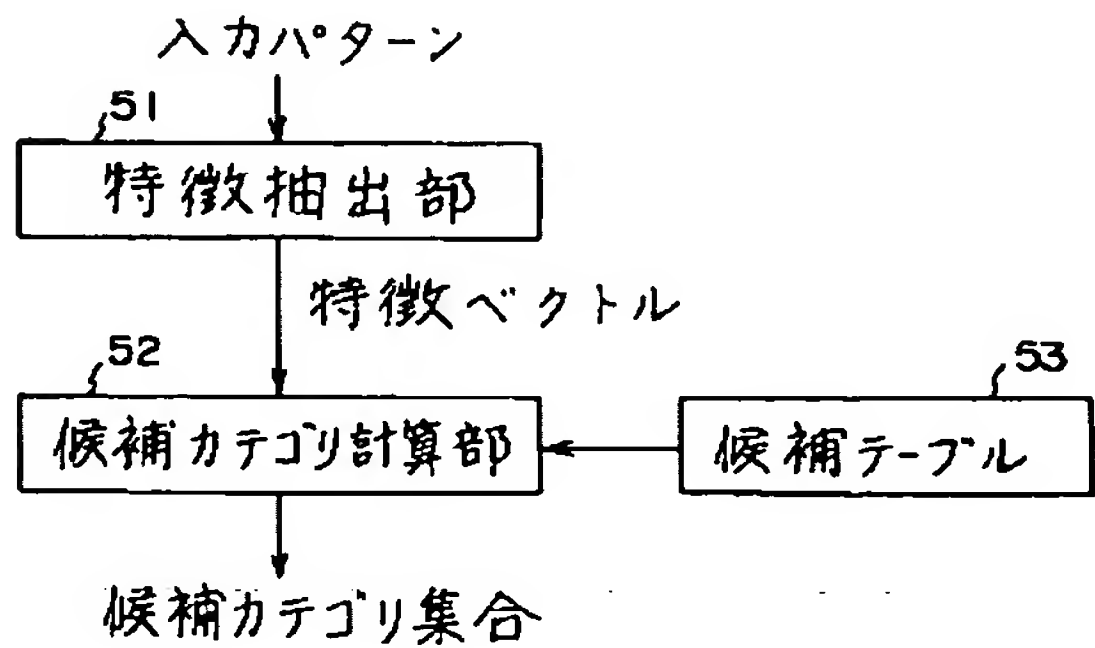 入力パターン
51
特徴抽出部
特徴ベクトル
52
候補カテゴリ計算部
53
候補テーブル
候補カテゴリ集合